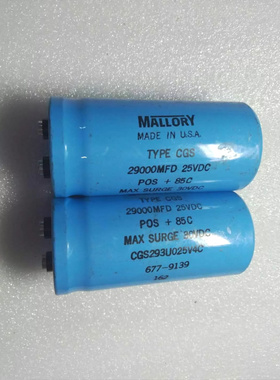 MALLORY
MADE IN U.S.A.
TYPE CGS
29000MFD 25VDC
POS + 85C
MAX SURGE 30VDC
TYPE CGS
29000MFD 25VDC
POS + 85C
MAX SURGE 30VDC
CGS293U025V4C
677-9139